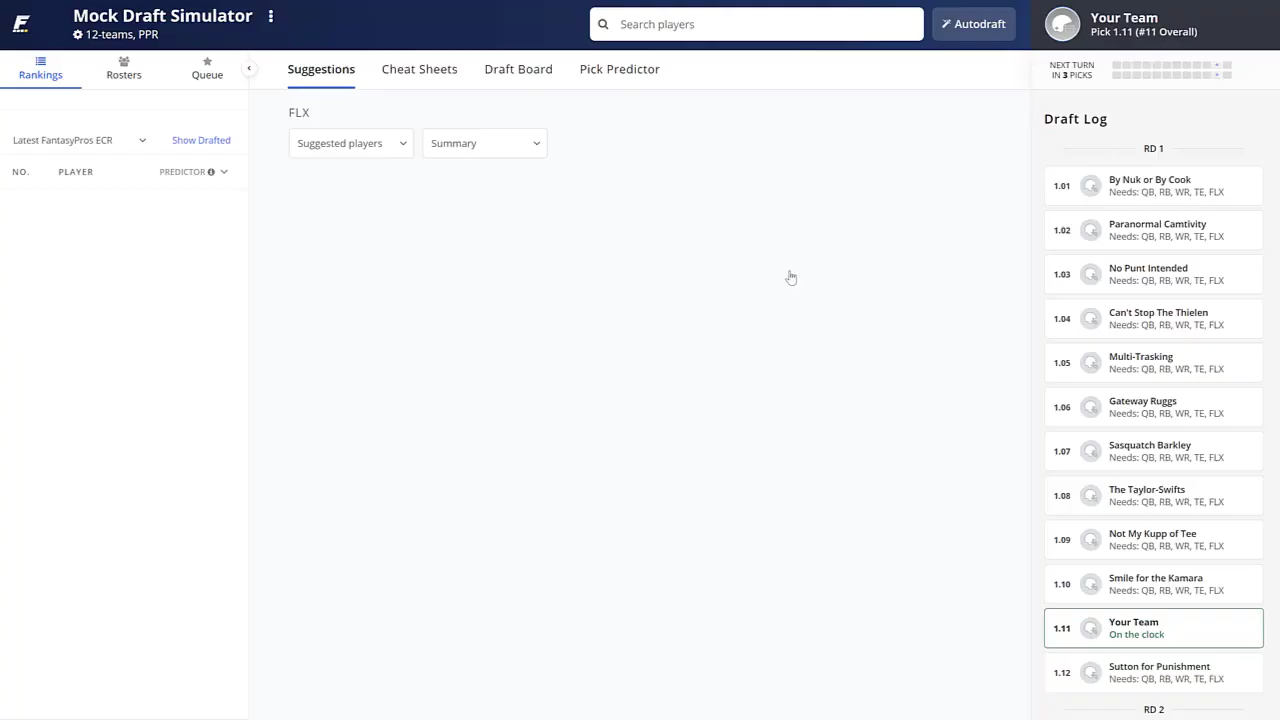 Mock Draft Simulator
12-teams, PPR
Search players
Autodraft
Your Team
Pick 1.11 (#11 Overall)
Rankings
Rosters
Queue
Suggestions
Cheat Sheets
Draft Board
Pick Predictor
NEXT TURN
IN 3 PICKS
Latest FantasyPros ECR
Show Drafted
NO.
PLAYER
PREDICTOR
FLX
Suggested players
Summary
Draft Log
RD 1
1.01
By Nuk or By Cook
Needs: QB, RB, WR, TE, FLX
1.02
Paranormal Camtivity
Needs: QB, RB, WR, TE, FLX
1.03
No Punt Intended
Needs: QB, RB, WR, TE, FLX
1.04
Can't Stop The Thielen
Needs: QB, RB, WR, TE, FLX
1.05
Multi-Trasking
Needs: QB, RB, WR, TE, FLX
1.06
Gateway Ruggs
Needs: QB, RB, WR, TE, FLX
1.07
Sasquatch Barkley
Needs: QB, RB, WR, TE, FLX
1.08
The Taylor-Swifts
Needs: QB, RB, WR, TE, FLX
1.09
Not My Kupp of Tee
Needs: QB, RB, WR, TE, FLX
1.10
Smile for the Kamara
Needs: QB, RB, WR, TE, FLX
1.11
Your Team
On the clock
1.12
Sutton for Punishment
Needs: QB, RB, WR, TE, FLX
RD 2